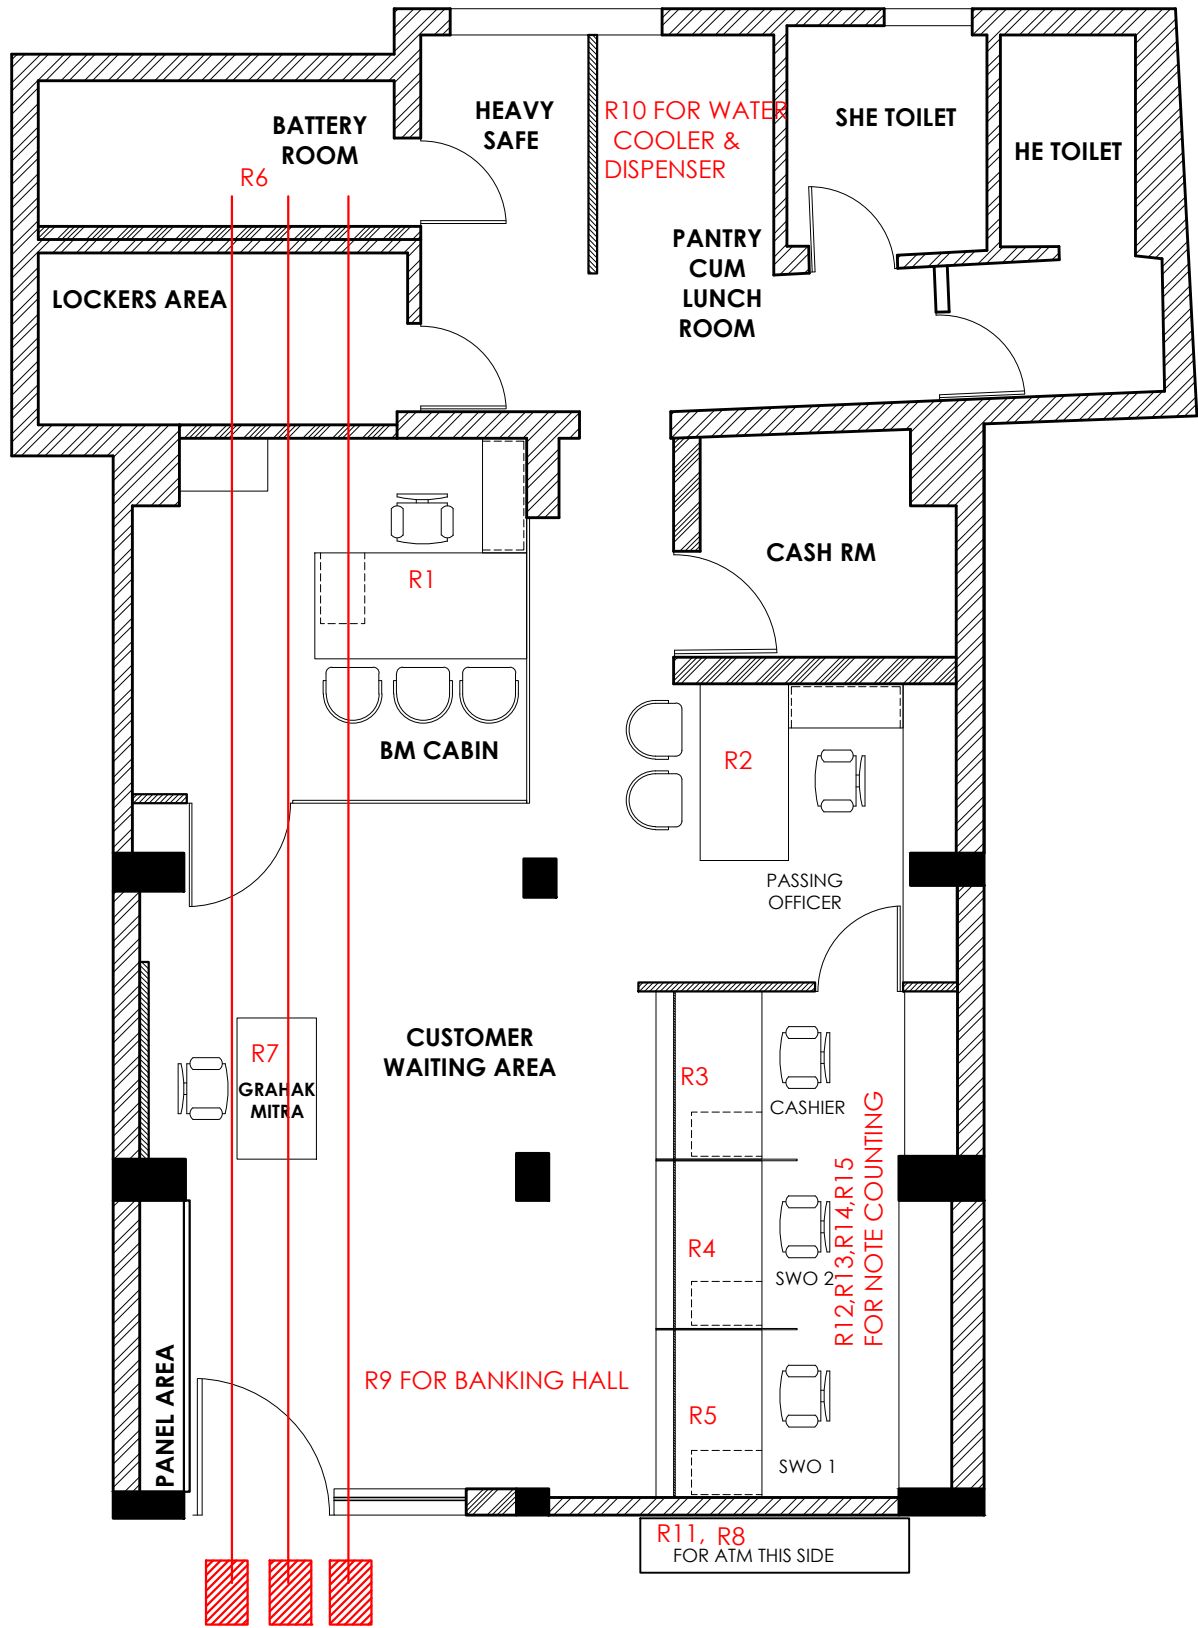 BATTERY
ROOM
HEAVY
SAFE
R10 FOR WATER
COOLER &
DISPENSER
SHE TOILET
HE TOILET
R6
PANTRY
CUM
LUNCH
ROOM
LOCKERS AREA
R1
CASH RM
BM CABIN
R2
PASSING
OFFICER
CUSTOMER
WAITING AREA
R7
GRAHAK
MITRA
R3
CASHIER
R12,R13,R14,R15
FOR NOTE COUNTING
R4
SWO 2
PANEL AREA
R9 FOR BANKING HALL
R5
SWO 1
R11, R8
FOR ATM THIS SIDE